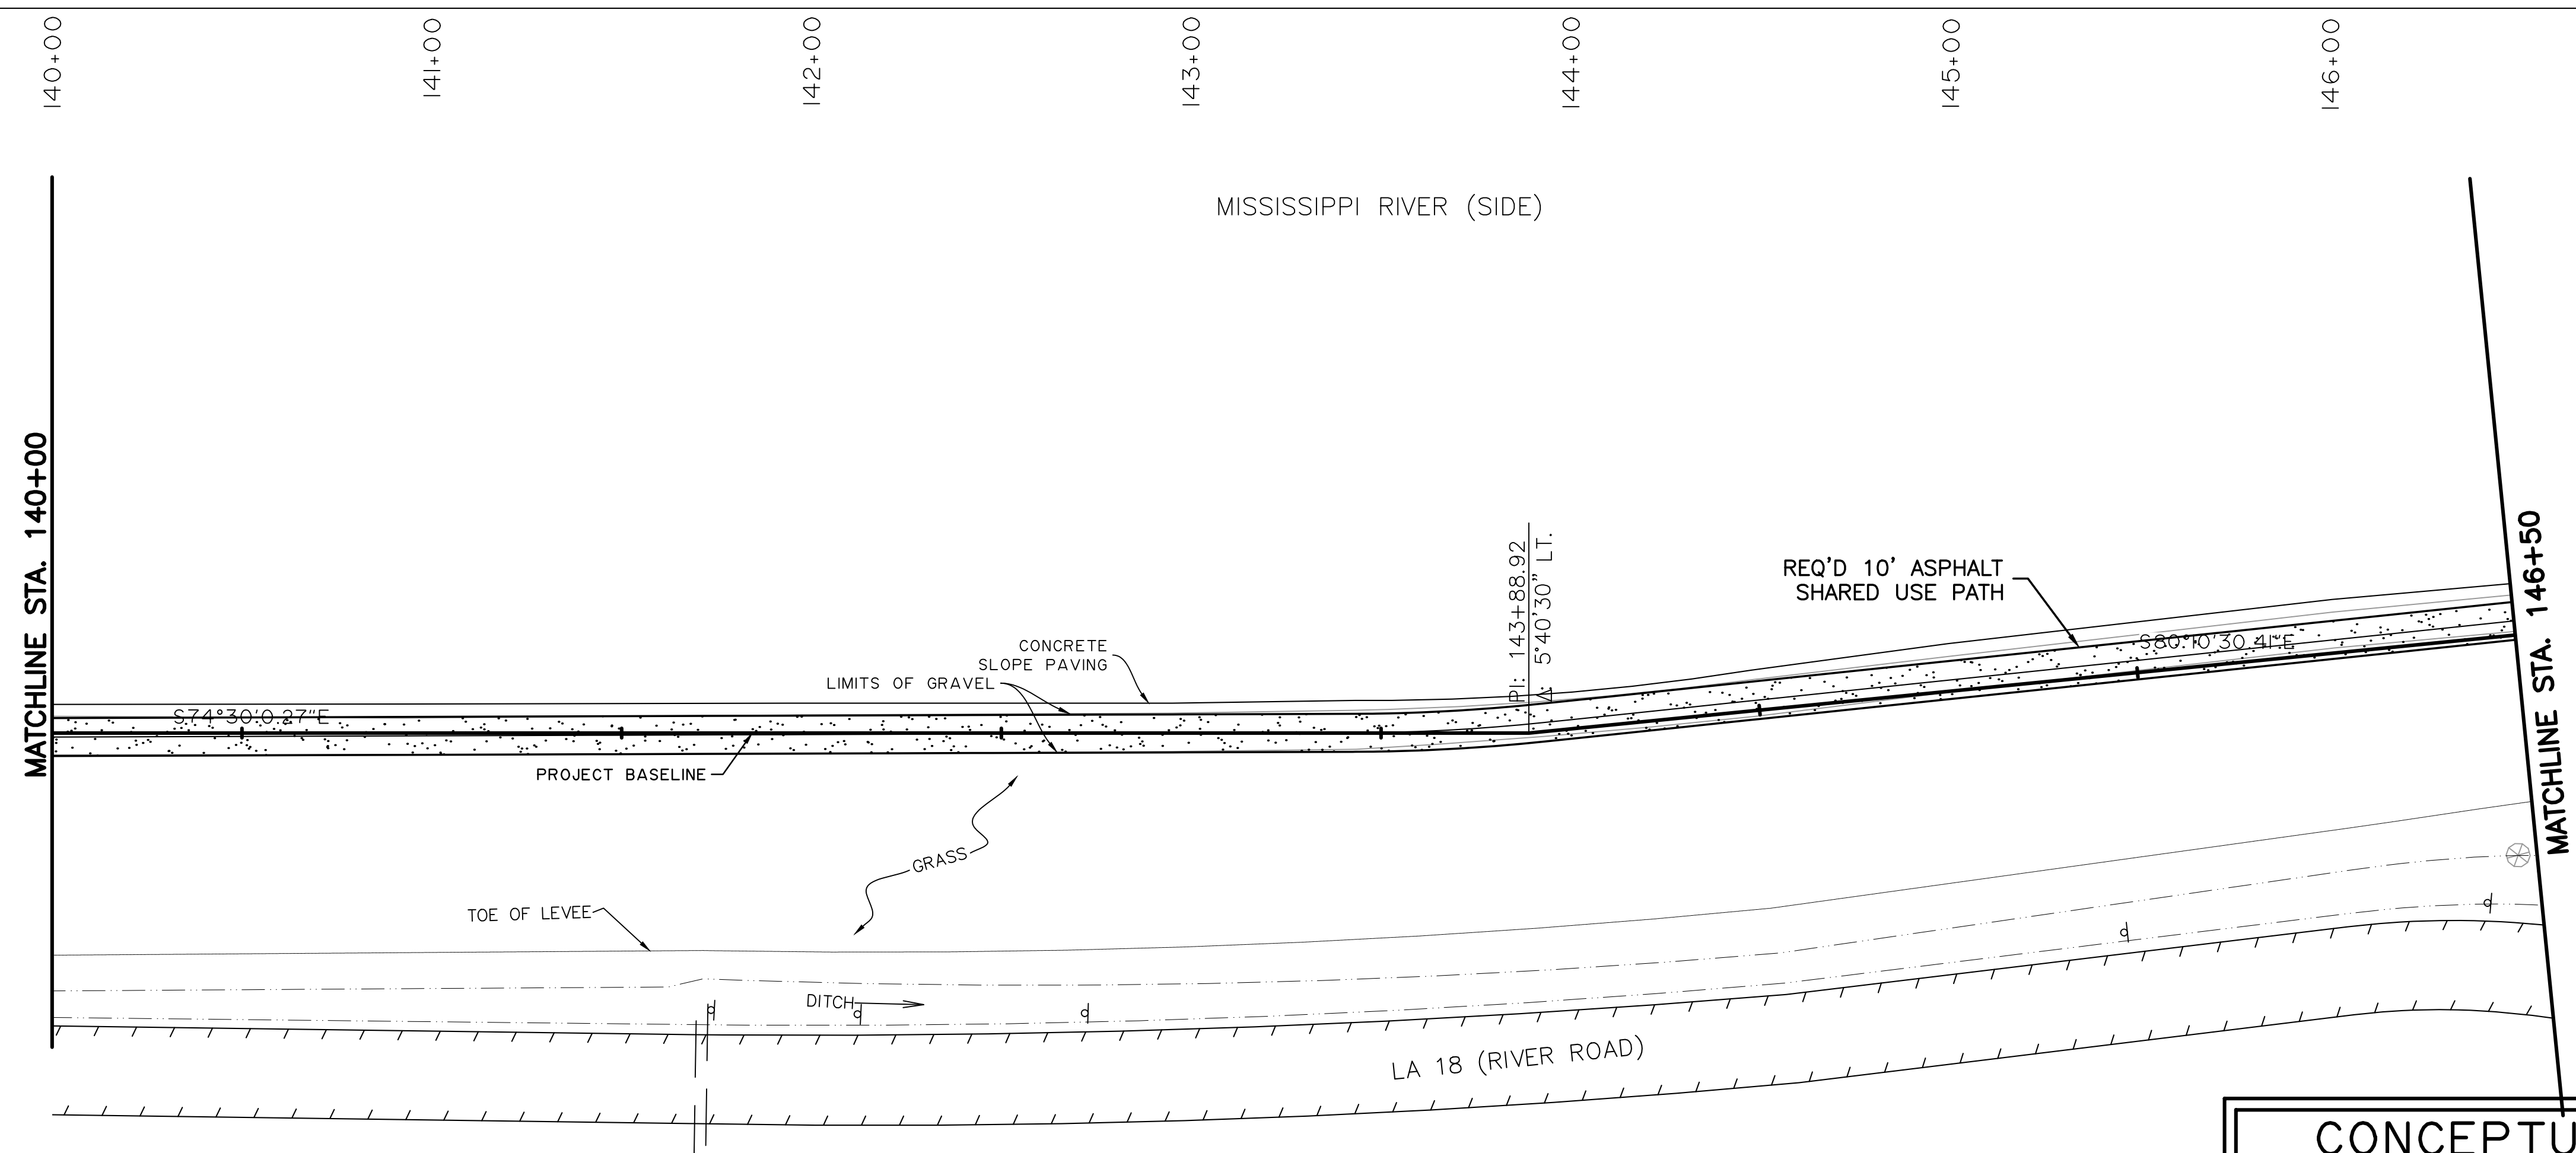 140+00
141+00
142+00
143+00
144+00
145+00
146+00
MISSISSIPPI RIVER (SIDE)
MATCHLINE STA. 140+00
MATCHLINE STA. 146+50
PI: 143+88.92
Δ: 5°40'30" LT.
REQ'D 10' ASPHALT
SHARED USE PATH
CONCRETE
SLOPE PAVING
LIMITS OF GRAVEL
S80°10'30.41"E
S74°30'0.27"E
PROJECT BASELINE
GRASS
TOE OF LEVEE
DITCH
LA 18 (RIVER ROAD)
CONCEPTU